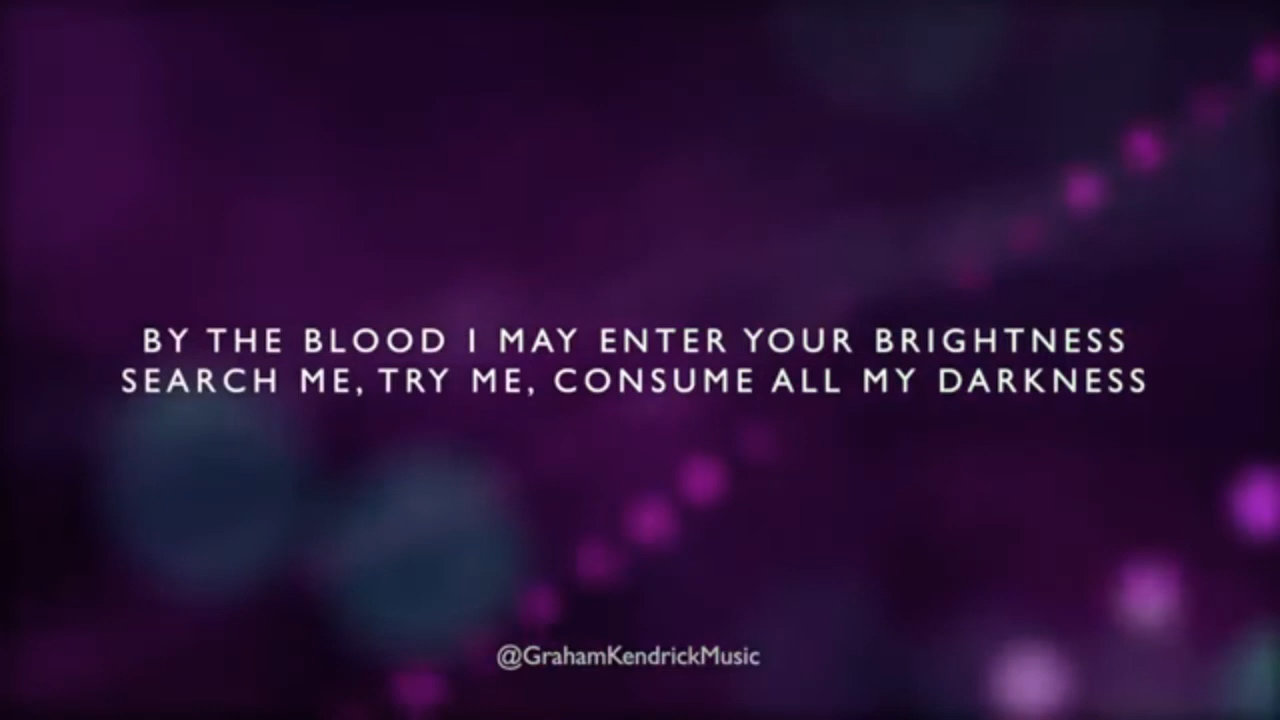 BY THE BLOOD I MAY ENTER YOUR BRIGHTNESS
SEARCH ME, TRY ME, CONSUME ALL MY DARKNESS
@GrahamKendrickMusic